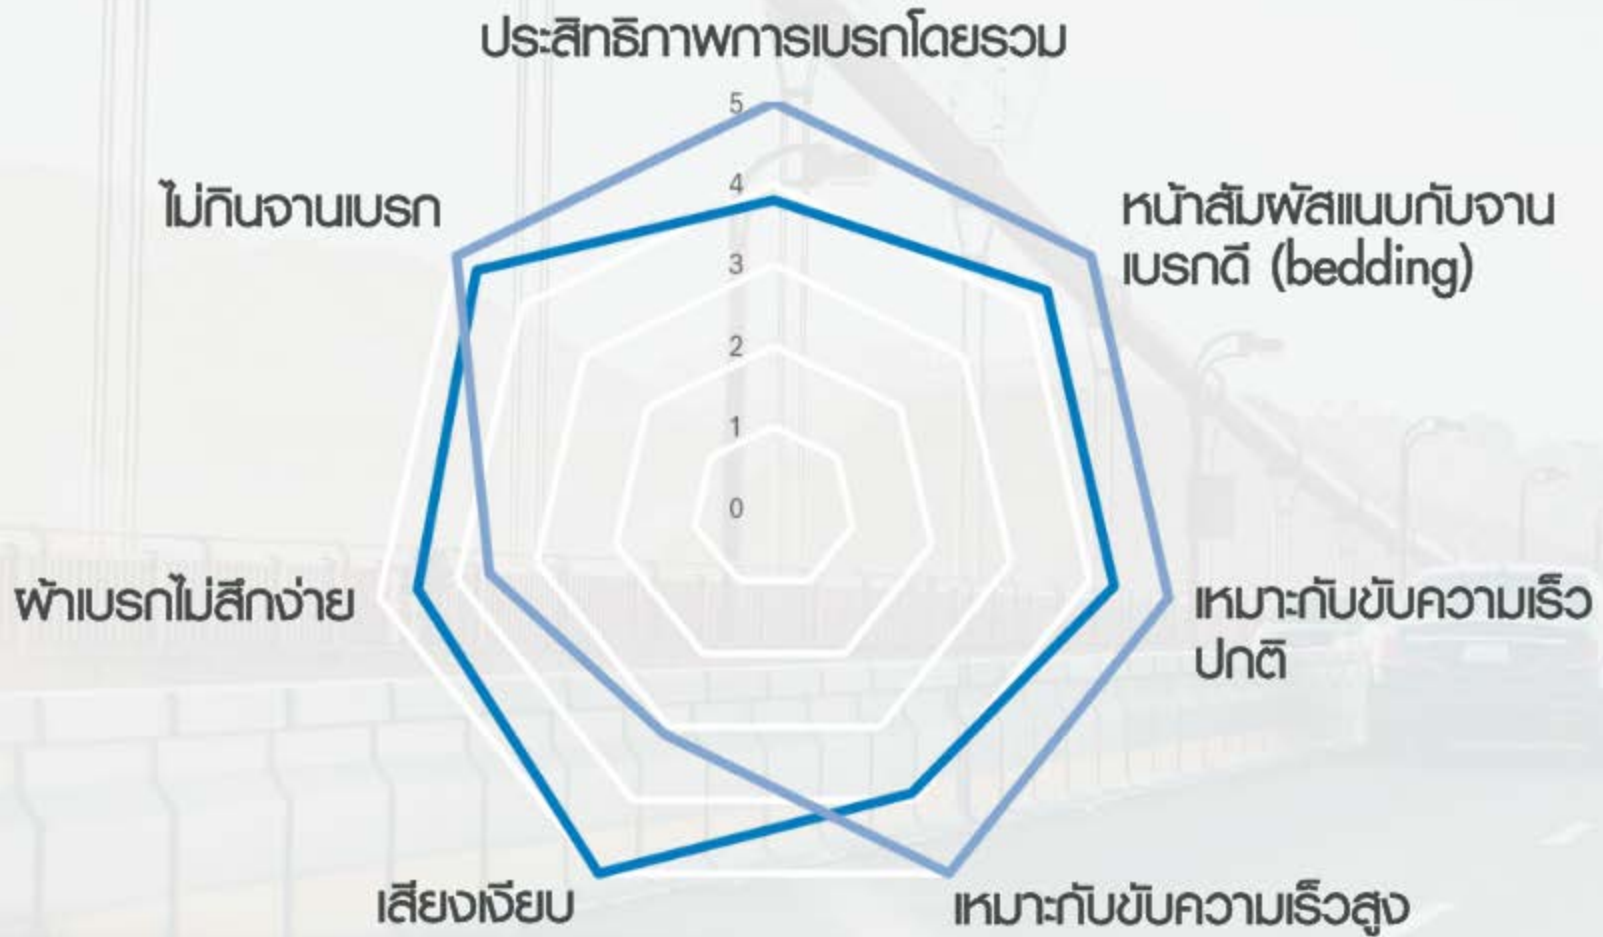 ประสิทธิภาพการเบรกโดยรวม
5
4
3
2
1
0
ไม่กินจานเบรก
หน้าสัมผัสแนบกับจาน
เบรกดี (bedding)
ผ้าเบรกไม่สึกง่าย
เหมาะกับขับความเร็ว
ปกติ
เสียงเงียบ
เหมาะกับขับความเร็วสูง